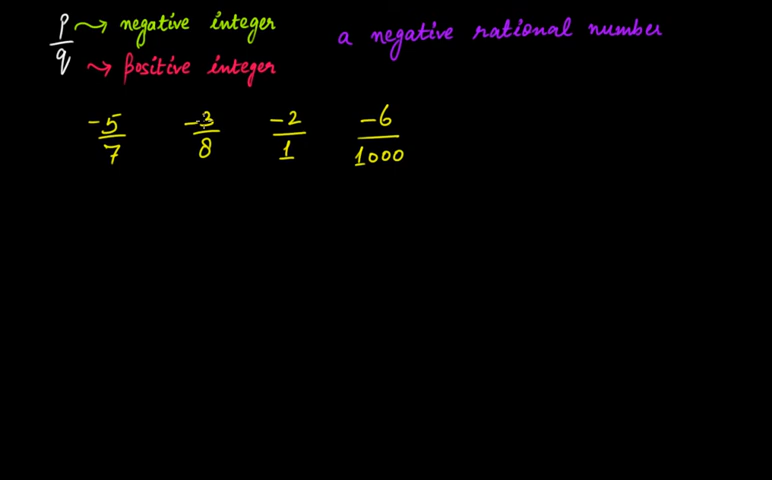 p/q → negative integer
→ positive integer
a negative rational number
-5/7 -3/8 -2/1 -6/1000